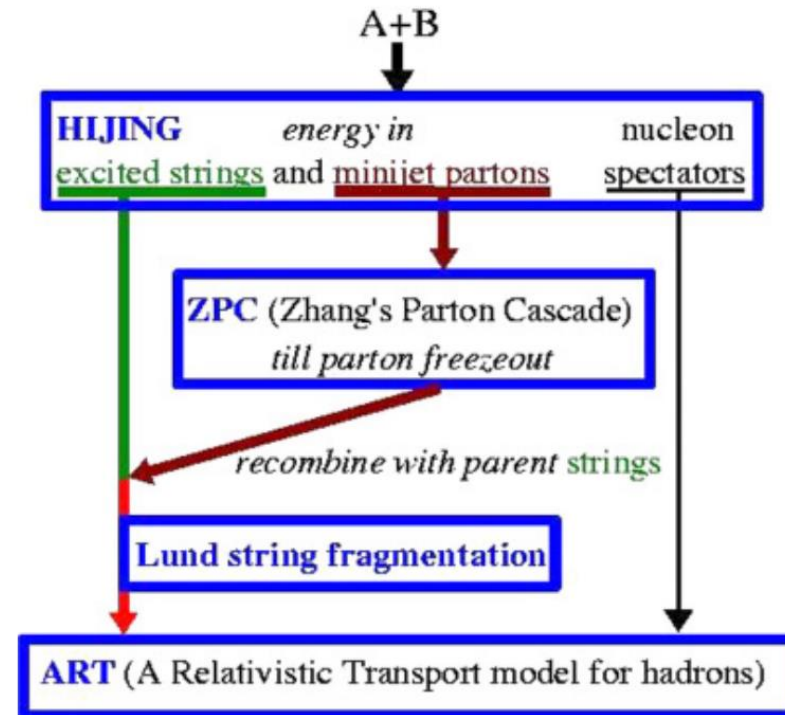 A+B
HIJING energy in nucleon
excited strings and minijet partons spectators
ZPC (Zhang's Parton Cascade)
till parton freezeout
recombine with parent strings
Lund string fragmentation
ART (A Relativistic Transport model for hadrons)